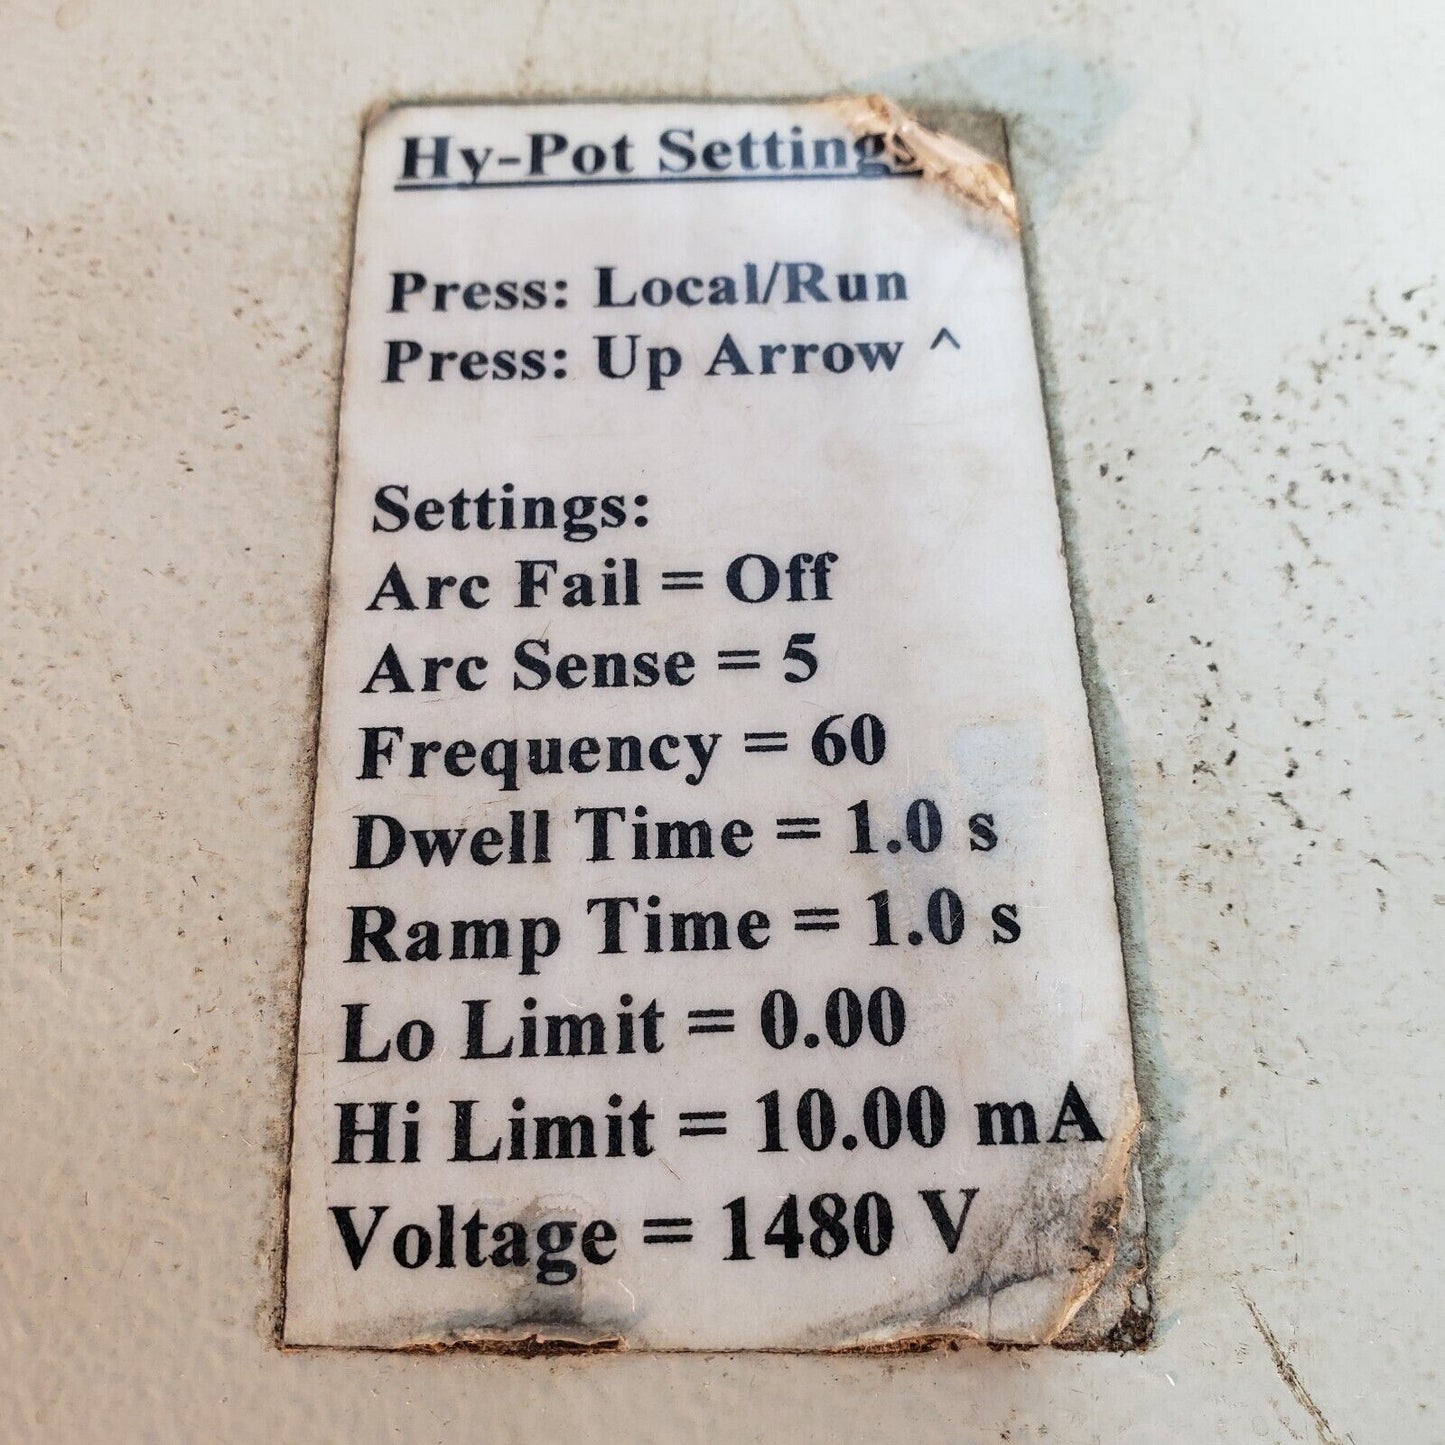 Hy-Pot Settings
Press: Local/Run
Press: Up Arrow ^
Settings:
Arc Fail = Off
Arc Sense = 5
Frequency = 60
Dwell Time = 1.0 s
Ramp Time = 1.0 s
Lo Limit = 0.00
Hi Limit = 10.00 mA
Voltage = 1480 V